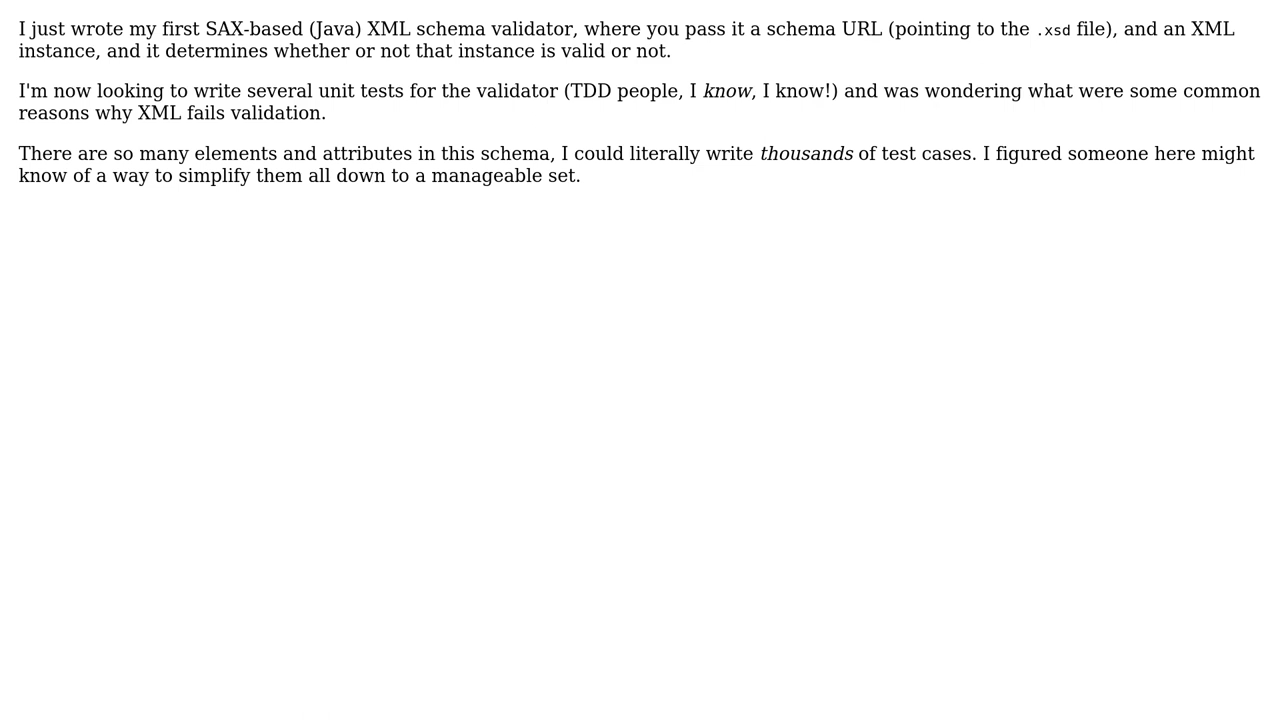 I just wrote my first SAX-based (Java) XML schema validator, where you pass it a schema URL (pointing to the .xsd file), and an XML
instance, and it determines whether or not that instance is valid or not.
I'm now looking to write several unit tests for the validator (TDD people, I know, I know!) and was wondering what were some common
reasons why XML fails validation.
There are so many elements and attributes in this schema, I could literally write thousands of test cases. I figured someone here might
know of a way to simplify them all down to a manageable set.